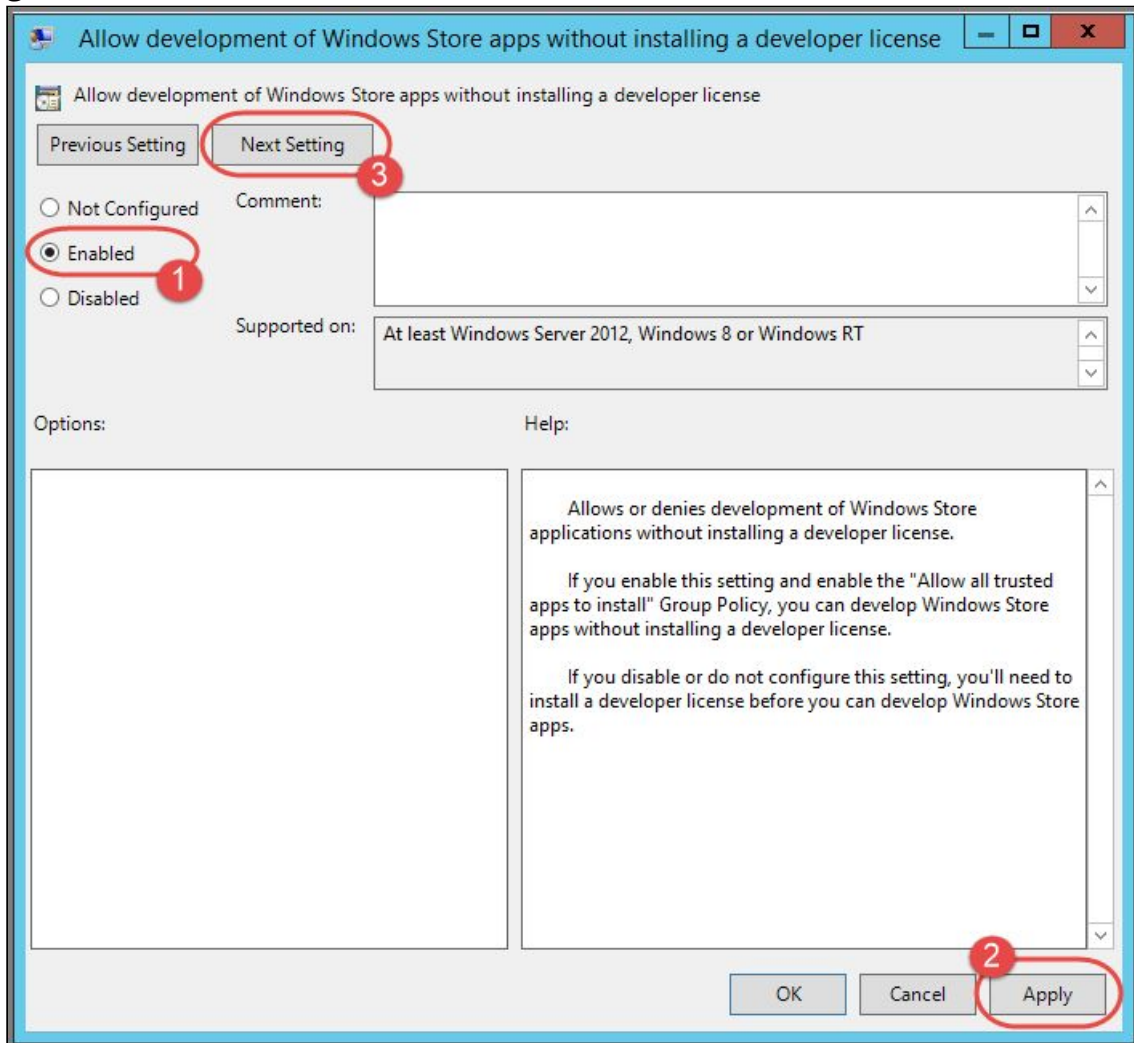 Allow development of Windows Store apps without installing a developer license
Allow development of Windows Store apps without installing a developer license
Previous Setting
Next Setting
3
Not Configured
Comment:
Enabled
1
Disabled
Supported on:
At least Windows Server 2012, Windows 8 or Windows RT
Options:
Help:
Allows or denies development of Windows Store
applications without installing a developer license.
If you enable this setting and enable the "Allow all trusted
apps to install" Group Policy, you can develop Windows Store
apps without installing a developer license.
If you disable or do not configure this setting, you'll need to
install a developer license before you can develop Windows Store
apps.
2
OK
Cancel
Apply